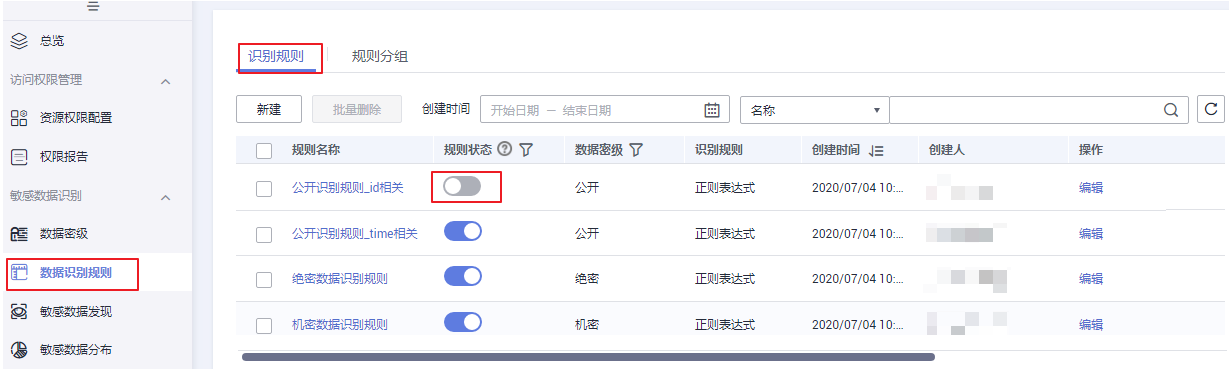 总览
访问权限管理
资源权限配置
权限报告
敏感数据识别
数据密级
数据识别规则
敏感数据发现
敏感数据分布
识别规则 规则分组
新建 批量删除 创建时间 开始日期 — 结束日期 名称
规则名称 规则状态 数据密级 识别规则 创建时间 创建人 操作
公开识别规则_id相关 公开 正则表达式 2020/07/04 10:... 编辑
公开识别规则_time相关 公开 正则表达式 2020/07/04 10:... 编辑
绝密数据识别规则 绝密 正则表达式 2020/07/04 10:... 编辑
机密数据识别规则 机密 正则表达式 2020/07/04 10:... 编辑